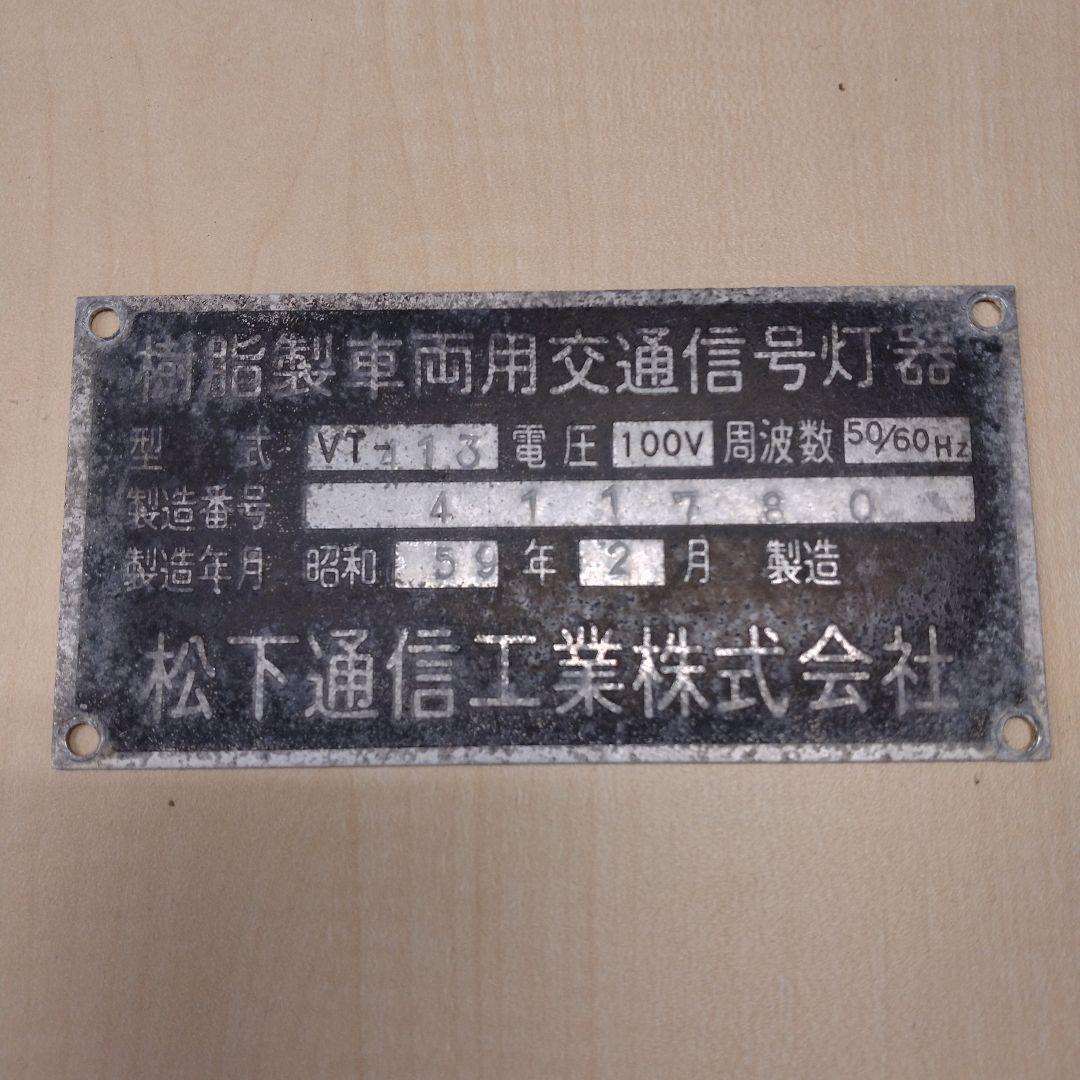 樹脂製車両用交通信号灯器
型式 VT-113 電圧 100V 周波数 50/60Hz
製造番号 411780
製造年月 昭和 59 年 2 月 製造
松下通信工業株式会社